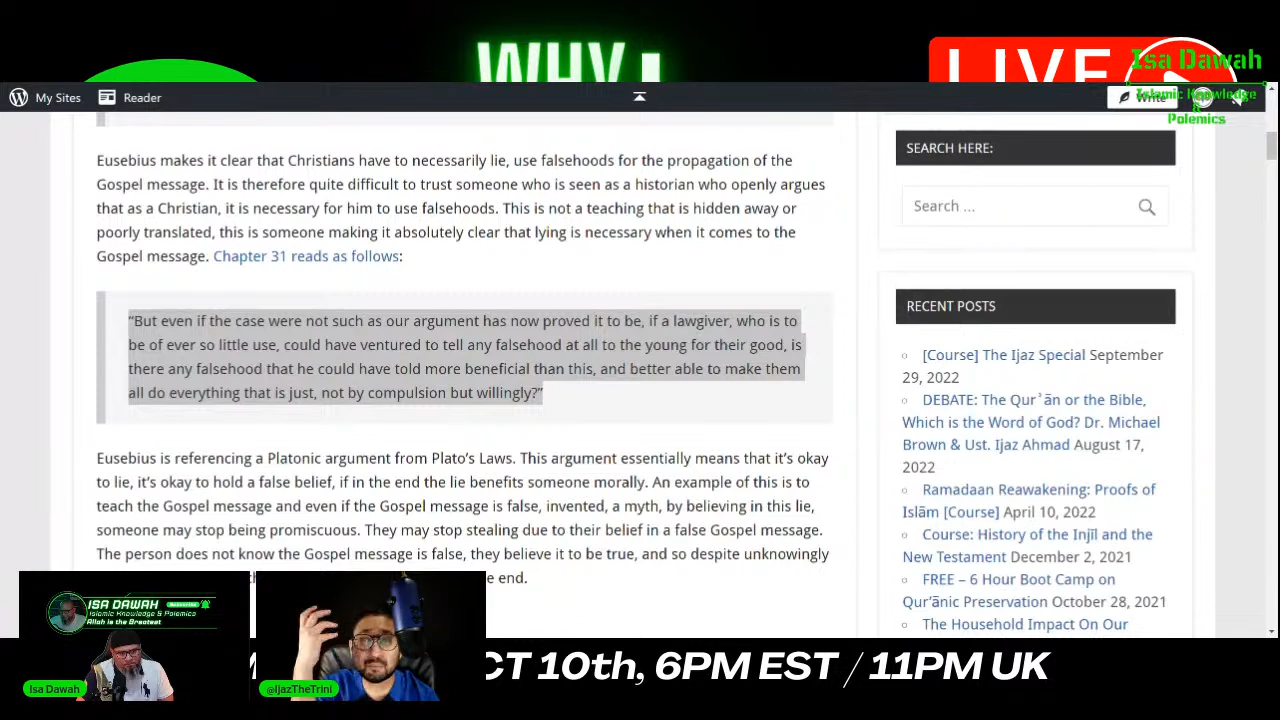 WHY
LIVE
Isa Dawah
Islamic Knowledge
&
Polemics
My Sites
Reader
Write
Eusebius makes it clear that Christians have to necessarily lie, use falsehoods for the propagation of the
Gospel message. It is therefore quite difficult to trust someone who is seen as a historian who openly argues
that as a Christian, it is necessary for him to use falsehoods. This is not a teaching that is hidden away or
poorly translated, this is someone making it absolutely clear that lying is necessary when it comes to the
Gospel message. Chapter 31 reads as follows:
“But even if the case were not such as our argument has now proved it to be, if a lawgiver, who is to
be of ever so little use, could have ventured to tell any falsehood at all to the young for their good, is
there any falsehood that he could have told more beneficial than this, and better able to make them
all do everything that is just, not by compulsion but willingly?”
Eusebius is referencing a Platonic argument from Plato’s Laws. This argument essentially means that it’s okay
to lie, it’s okay to hold a false belief, if in the end the lie benefits someone morally. An example of this is to
teach the Gospel message and even if the Gospel message is false, invented, a myth, by believing in this lie,
someone may stop being promiscuous. They may stop stealing due to their belief in a false Gospel message.
The person does not know the Gospel message is false, they believe it to be true, and so despite unknowingly
e end.
SEARCH HERE:
Search ...
RECENT POSTS
[Course] The Ijaz Special September
29, 2022
DEBATE: The Qurʾān or the Bible,
Which is the Word of God? Dr. Michael
Brown & Ust. Ijaz Ahmad August 17,
2022
Ramadaan Reawakening: Proofs of
Islām [Course] April 10, 2022
Course: History of the Injīl and the
New Testament December 2, 2021
FREE – 6 Hour Boot Camp on
Qur’ānic Preservation October 28, 2021
The Household Impact On Our
ISA DAWAH
Subscribe
Islamic Knowledge & Polemics
Allah is the Greatest
Isa Dawah
@IjazTheTrini
CT 10th, 6PM EST / 11PM UK